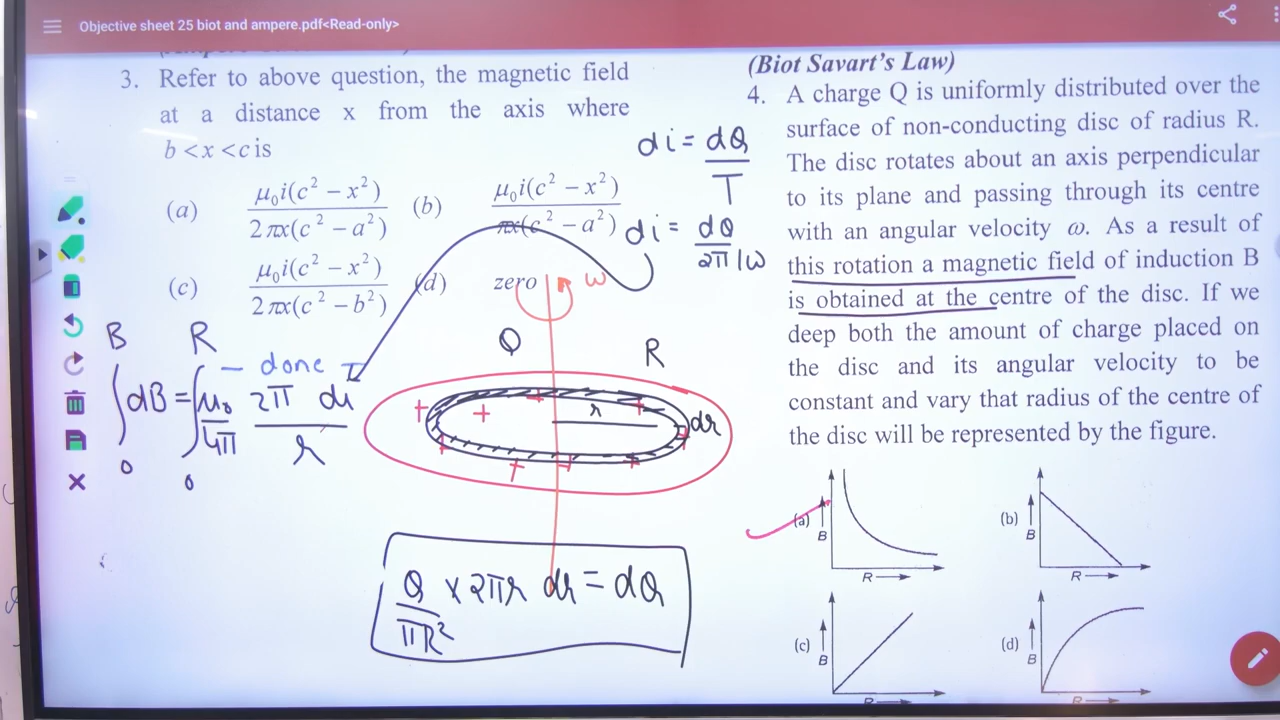 Objective sheet 25 biot and ampere.pdf<Read-only>
3. Refer to above question, the magnetic field
at a distance x from the axis where
b < x < c is
(a) μ₀i(c² – x²) / 2πx(c² – a²) (b) μ₀i(c² – x²) / πx(c² – a²)
(c) μ₀i(c² – x²) / 2πx(c² – b²) (d) zero
di = dQ / T
di = dQ / 2π/ω
ω
Q
R
r
dr
B R
∫dB = ∫ μ₀ / 4π 2π di / r
0 0
— done
Q / πR² × 2πr dr = dQ
(Biot Savart's Law)
4. A charge Q is uniformly distributed over the
surface of non-conducting disc of radius R.
The disc rotates about an axis perpendicular
to its plane and passing through its centre
with an angular velocity ω. As a result of
this rotation a magnetic field of induction B
is obtained at the centre of the disc. If we
deep both the amount of charge placed on
the disc and its angular velocity to be
constant and vary that radius of the centre of
the disc will be represented by the figure.
(a) B R
(b) B R
(c) B R
(d) B R